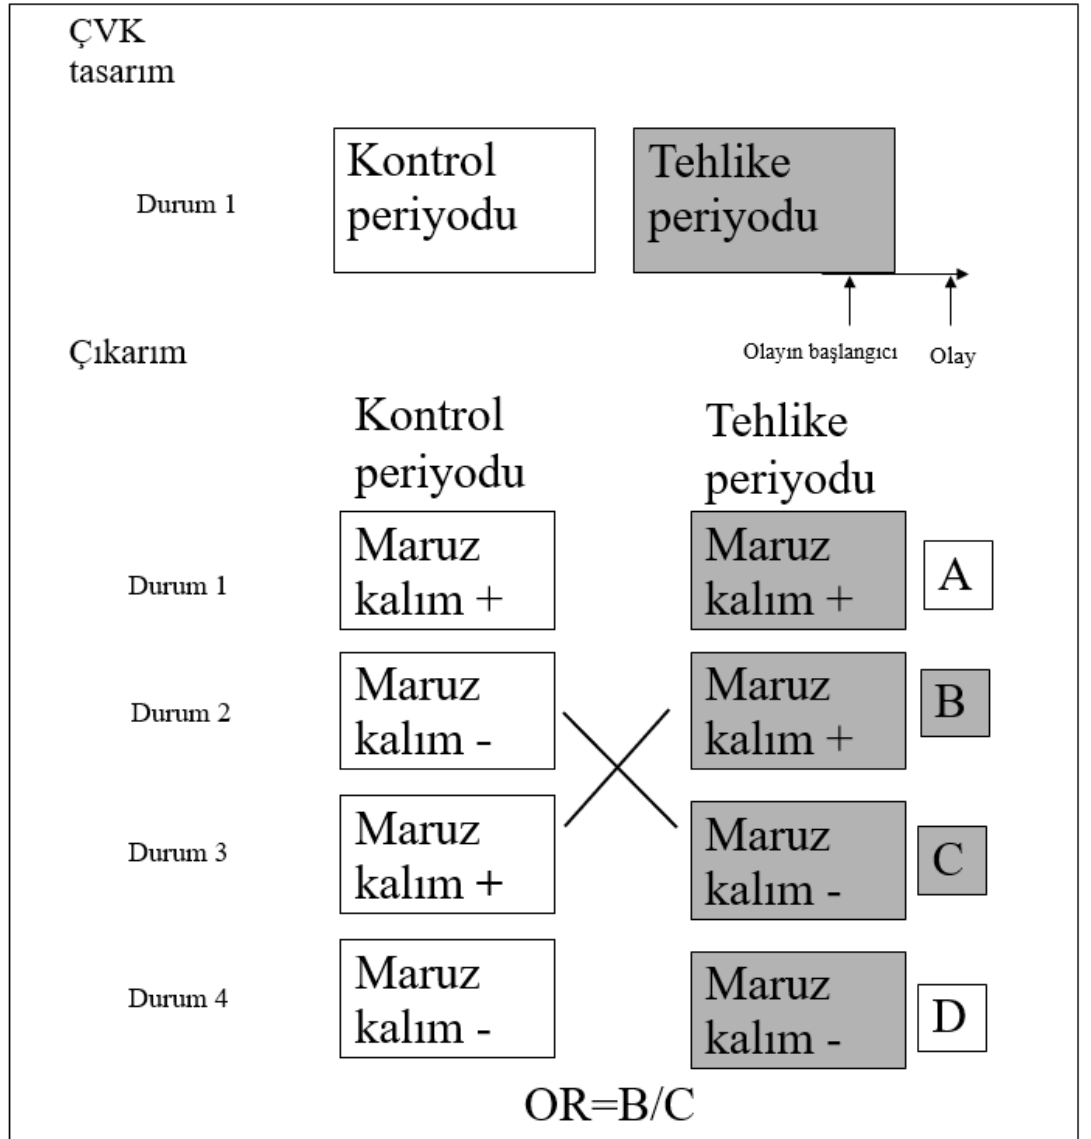 ÇVK
tasarım
Durum 1
Kontrol
periyodu
Tehlike
periyodu
Olayın başlangıcı
Olay
Çıkarım
Kontrol
periyodu
Tehlike
periyodu
Durum 1
Maruz
kalım +
Maruz
kalım +
A
Durum 2
Maruz
kalım -
Maruz
kalım +
B
Durum 3
Maruz
kalım +
Maruz
kalım -
C
Durum 4
Maruz
kalım -
Maruz
kalım -
D
OR=B/C